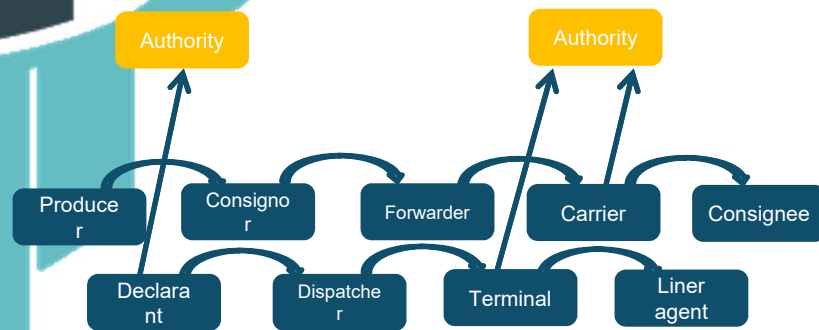 Authority
Authority
Produce
r
Consigno
r
Forwarder
Carrier
Consignee
Declara
nt
Dispatche
r
Terminal
Liner
agent